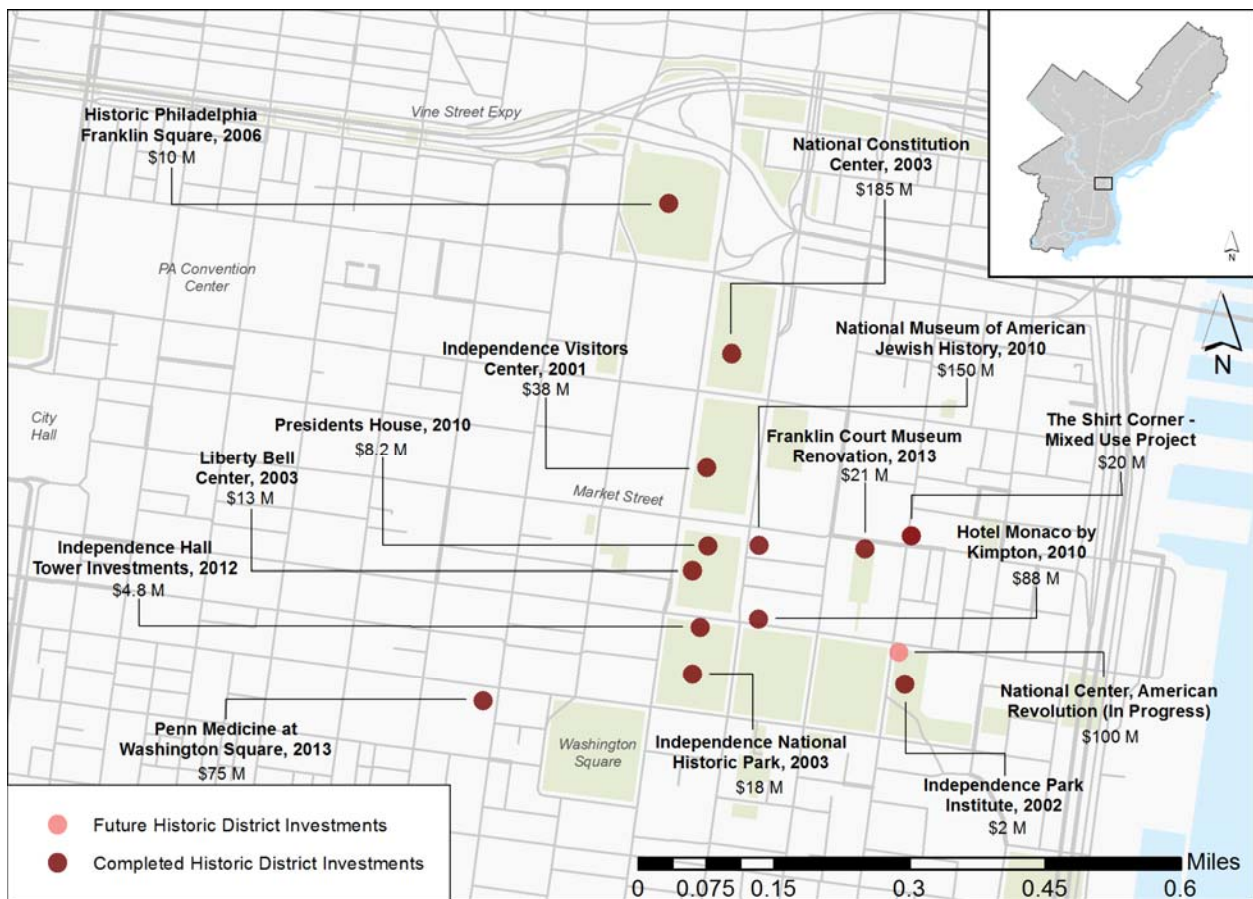 Historic Philadelphia
Franklin Square, 2006
$10 M
Vine Street Expy
National Constitution
Center, 2003
$185 M
N
PA Convention
Center
N
National Museum of American
Jewish History, 2010
$150 M
Independence Visitors
Center, 2001
$38 M
City
Hall
Presidents House, 2010
$8.2 M
The Shirt Corner -
Mixed Use Project
$20 M
Franklin Court Museum
Renovation, 2013
$21 M
Liberty Bell
Center, 2003
$13 M
Market Street
Hotel Monaco by
Kimpton, 2010
$88 M
Independence Hall
Tower Investments, 2012
$4.8 M
National Center, American
Revolution (In Progress)
$100 M
Penn Medicine at
Washington Square, 2013
$75 M
Washington
Square
Independence National
Historic Park, 2003
$18 M
Independence Park
Institute, 2002
$2 M
Future Historic District Investments
Completed Historic District Investments
Miles
0 0.075 0.15 0.3 0.45 0.6